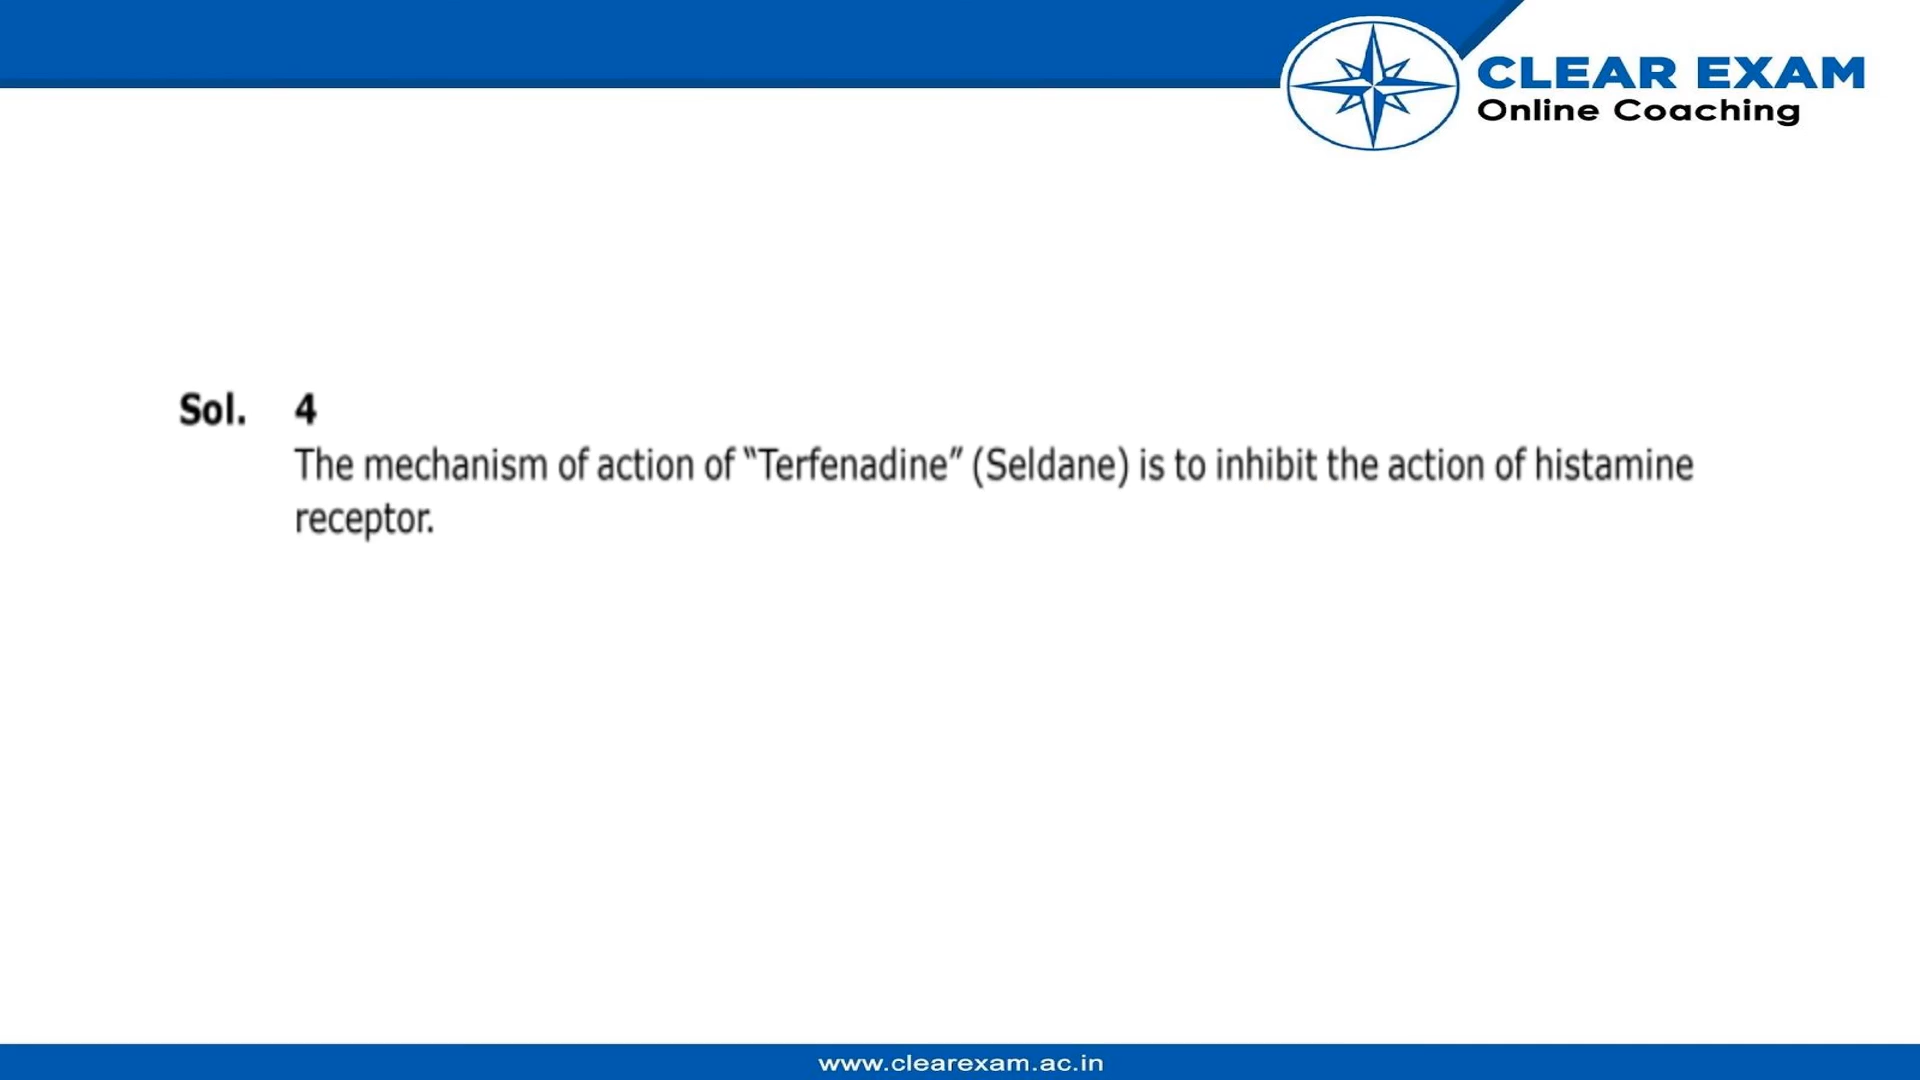 CLEAR EXAM
Online Coaching
Sol. 4
The mechanism of action of “Terfenadine” (Seldane) is to inhibit the action of histamine
receptor.
www.clearexam.ac.in